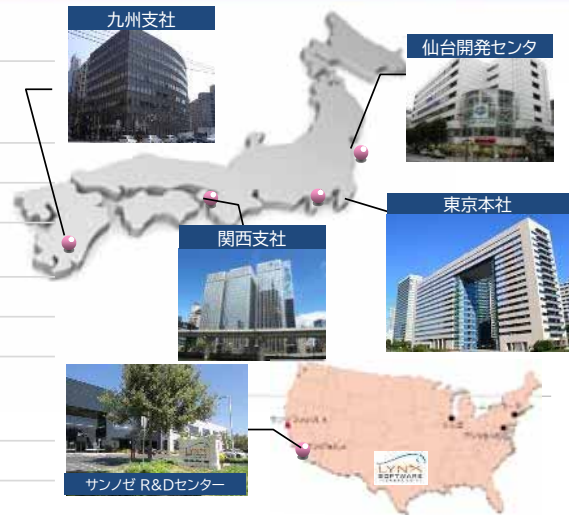 九州支社
仙台開発センタ
東京本社
関西支社
サンノゼ R&Dセンター
LYNX
SOFTWARE